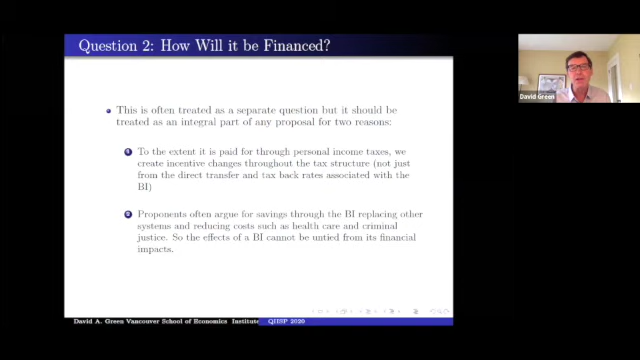 Question 2: How Will it be Financed?
This is often treated as a separate question but it should be
treated as an integral part of any proposal for two reasons:
1 To the extent it is paid for through personal income taxes, we
create incentive changes throughout the tax structure (not just
from the direct transfer and tax back rates associated with the
BI)
2 Proponents often argue for savings through the BI replacing other
systems and reducing costs such as health care and criminal
justice. So the effects of a BI cannot be untied from its financial
impacts.
David A. Green Vancouver School of Economics Institute QIISP 2020
David Green